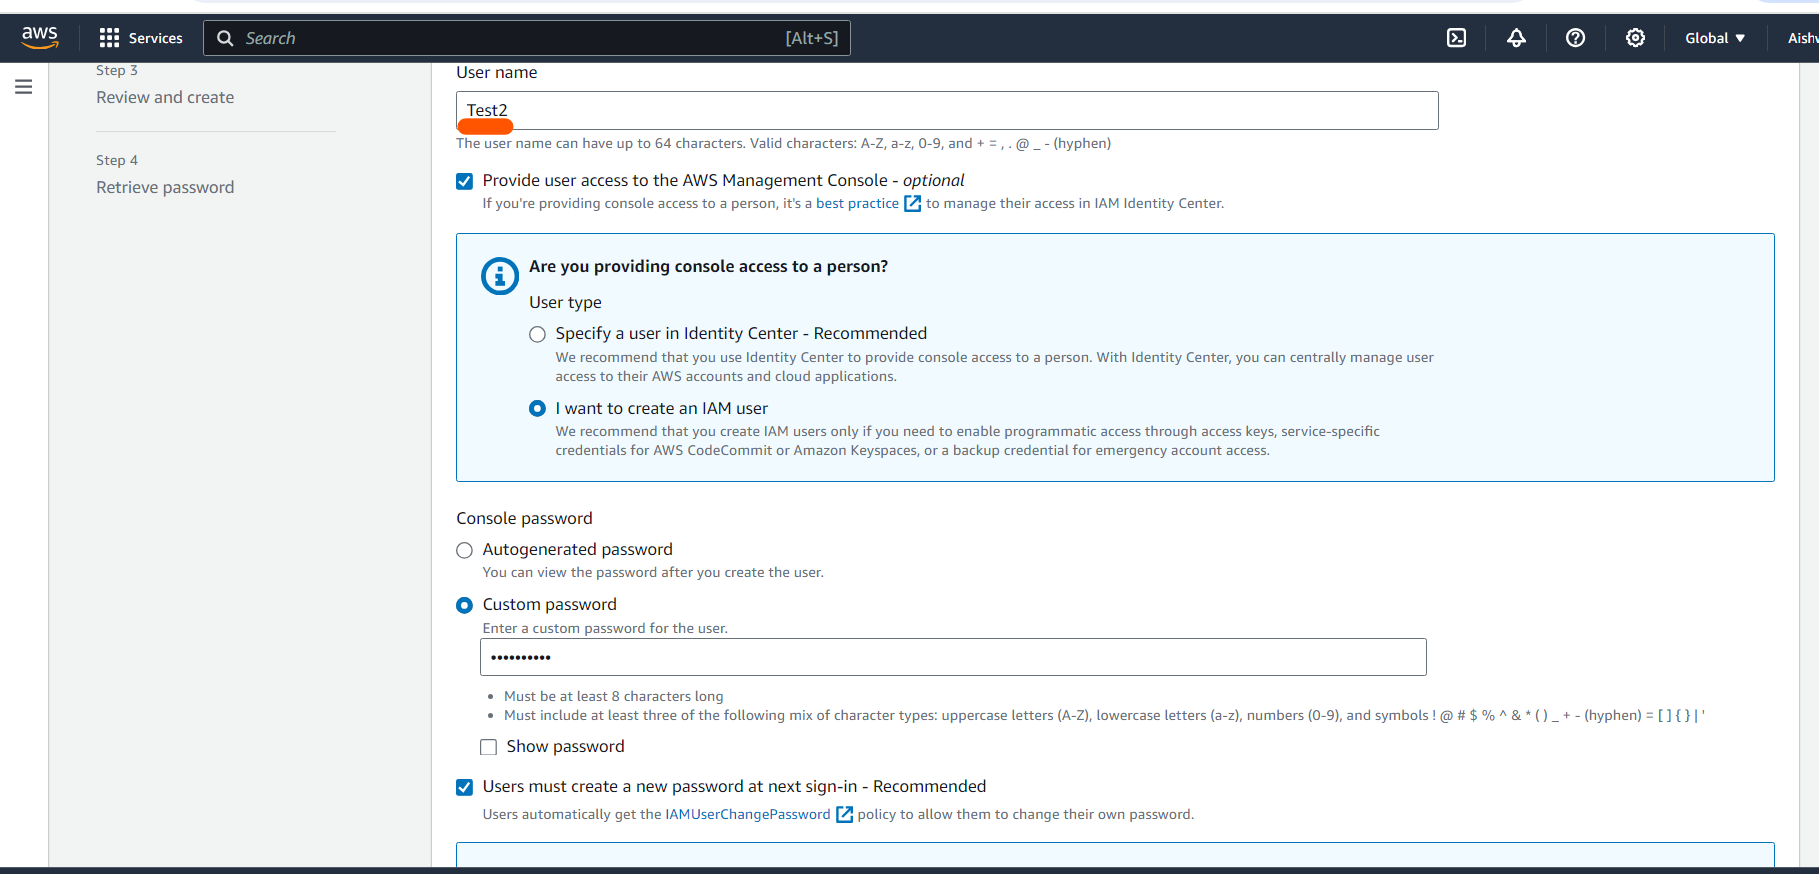 aws Services Search [Alt+S] Global ▼
Step 3
Review and create
Step 4
Retrieve password
User name
Test2
The user name can have up to 64 characters. Valid characters: A-Z, a-z, 0-9, and + = , . @ _ - (hyphen)
Provide user access to the AWS Management Console - optional
If you're providing console access to a person, it's a best practice to manage their access in IAM Identity Center.
Are you providing console access to a person?
User type
Specify a user in Identity Center - Recommended
We recommend that you use Identity Center to provide console access to a person. With Identity Center, you can centrally manage user
access to their AWS accounts and cloud applications.
I want to create an IAM user
We recommend that you create IAM users only if you need to enable programmatic access through access keys, service-specific
credentials for AWS CodeCommit or Amazon Keyspaces, or a backup credential for emergency account access.
Console password
Autogenerated password
You can view the password after you create the user.
Custom password
Enter a custom password for the user.
••••••••••
• Must be at least 8 characters long
• Must include at least three of the following mix of character types: uppercase letters (A-Z), lowercase letters (a-z), numbers (0-9), and symbols ! @ # $ % ^ & * ( ) _ + - (hyphen) = [ ] { } | '
Show password
Users must create a new password at next sign-in - Recommended
Users automatically get the IAMUserChangePassword policy to allow them to change their own password.